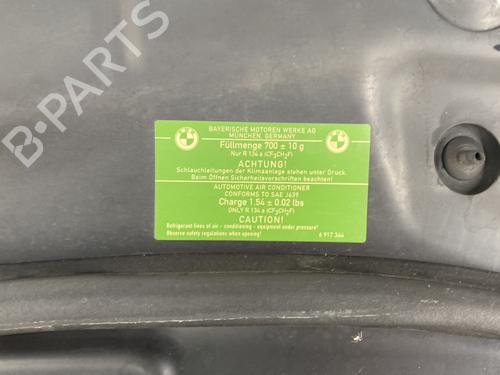 B-PARTS
BAYERISCHE MOTOREN WERKE AG
MÜNCHEN, GERMANY
Füllmenge 700 ± 10 g
Nur R 134 a (CF₃CH₂F)
ACHTUNG!
Schlauchleitungen der Klimaanlage stehen unter Druck.
Beim Öffnen Sicherheitsvorschriften beachten!
AUTOMOTIVE AIR CONDITIONER
CONFORMS TO SAE J639
Charge 1.54 ± 0.02 lbs
ONLY R 134 a (CF₃CH₂F)
CAUTION!
Refrigerant lines of air - conditioning - equipment under pressure!
Observe safety regulations when opening!
6 917 344